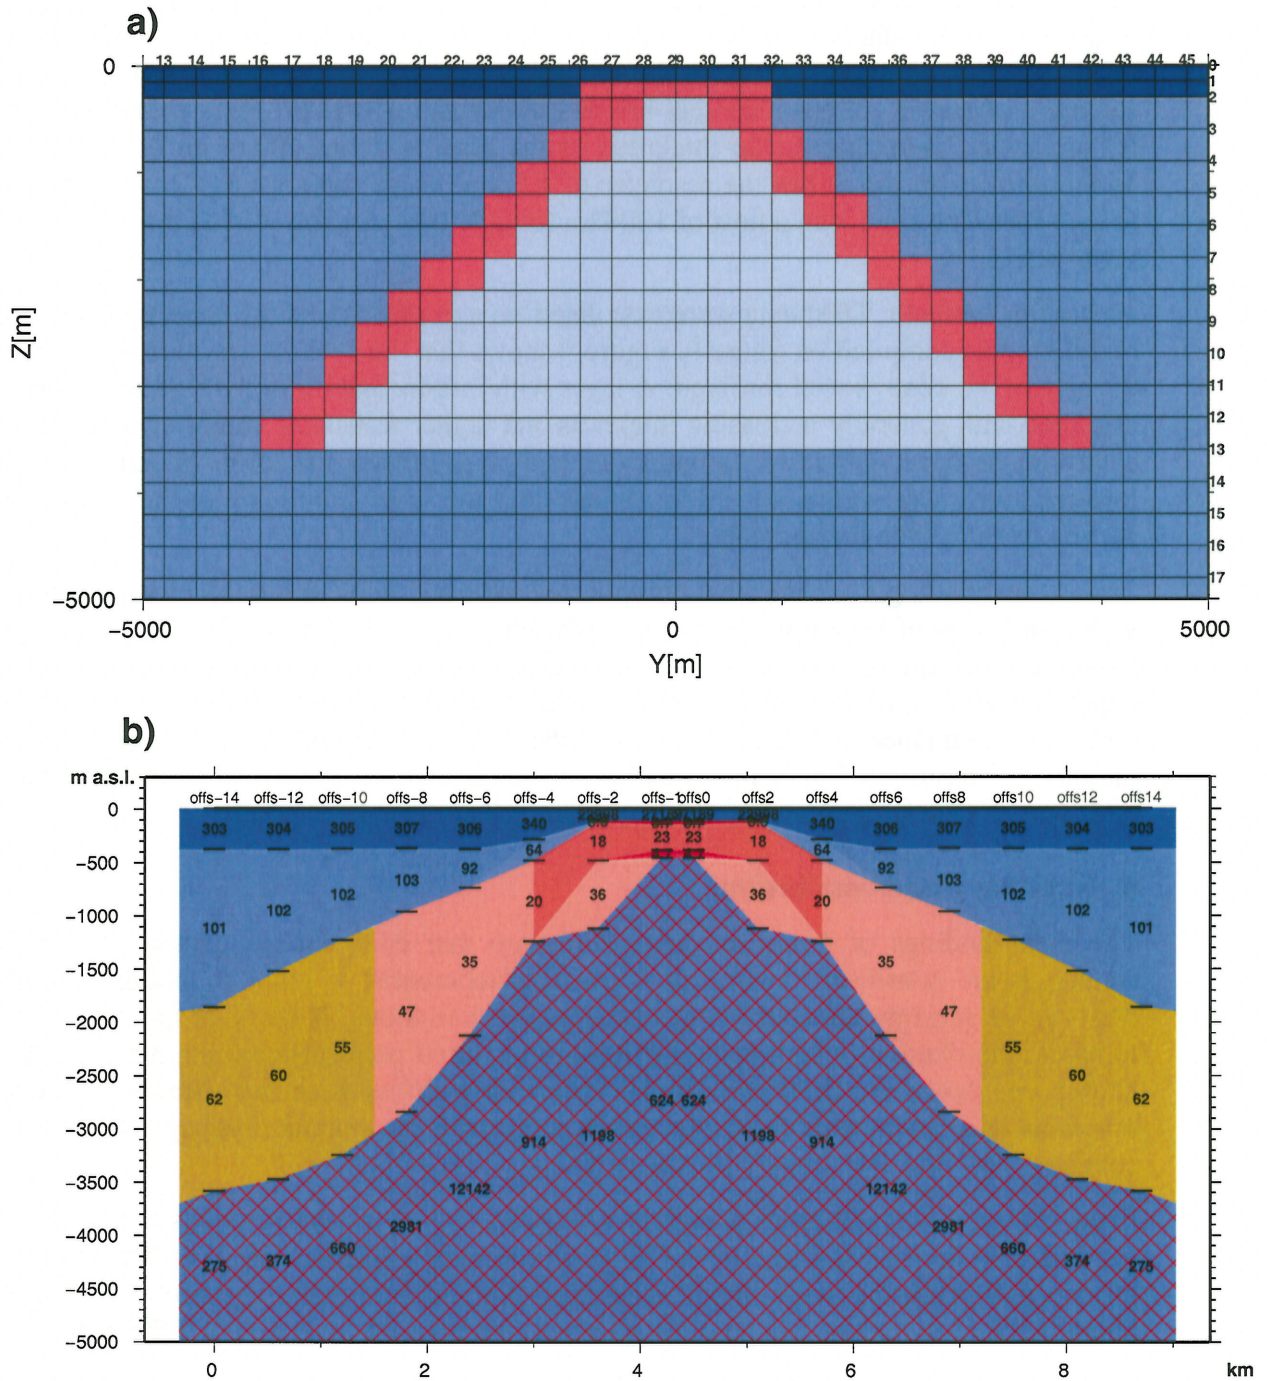 a)
0 13 14 15 16 17 18 19 20 21 22 23 24 25 26 27 28 29 30 31 32 33 34 35 36 37 38 39 40 41 42 43 44 45 0
1
2
3
4
5
6
7
8
9
10
11
12
13
14
15
16
17
Z[m]
−5000
−5000 0 5000
Y[m]
b)
m a.s.l.
offs−14 offs−12 offs−10 offs−8 offs−6 offs−4 offs−2 offs−1 offs0 offs2 offs4 offs6 offs8 offs10 offs12 offs14
0
303 304 305 307 306 340 340 306 307 305 304 303
18 23 23 18
64 64
−500
92 92
103 103
102 102 102 102
20 36 36 20
101 101
−1000
35 35
−1500
47 47
−2000
55 55
60 60
−2500
62 624 624 62
−3000
914 1198 1198 914
−3500
12142 12142
2981 2981
−4000
660 660
275 374 374 275
−4500
−5000
0 2 4 6 8 km